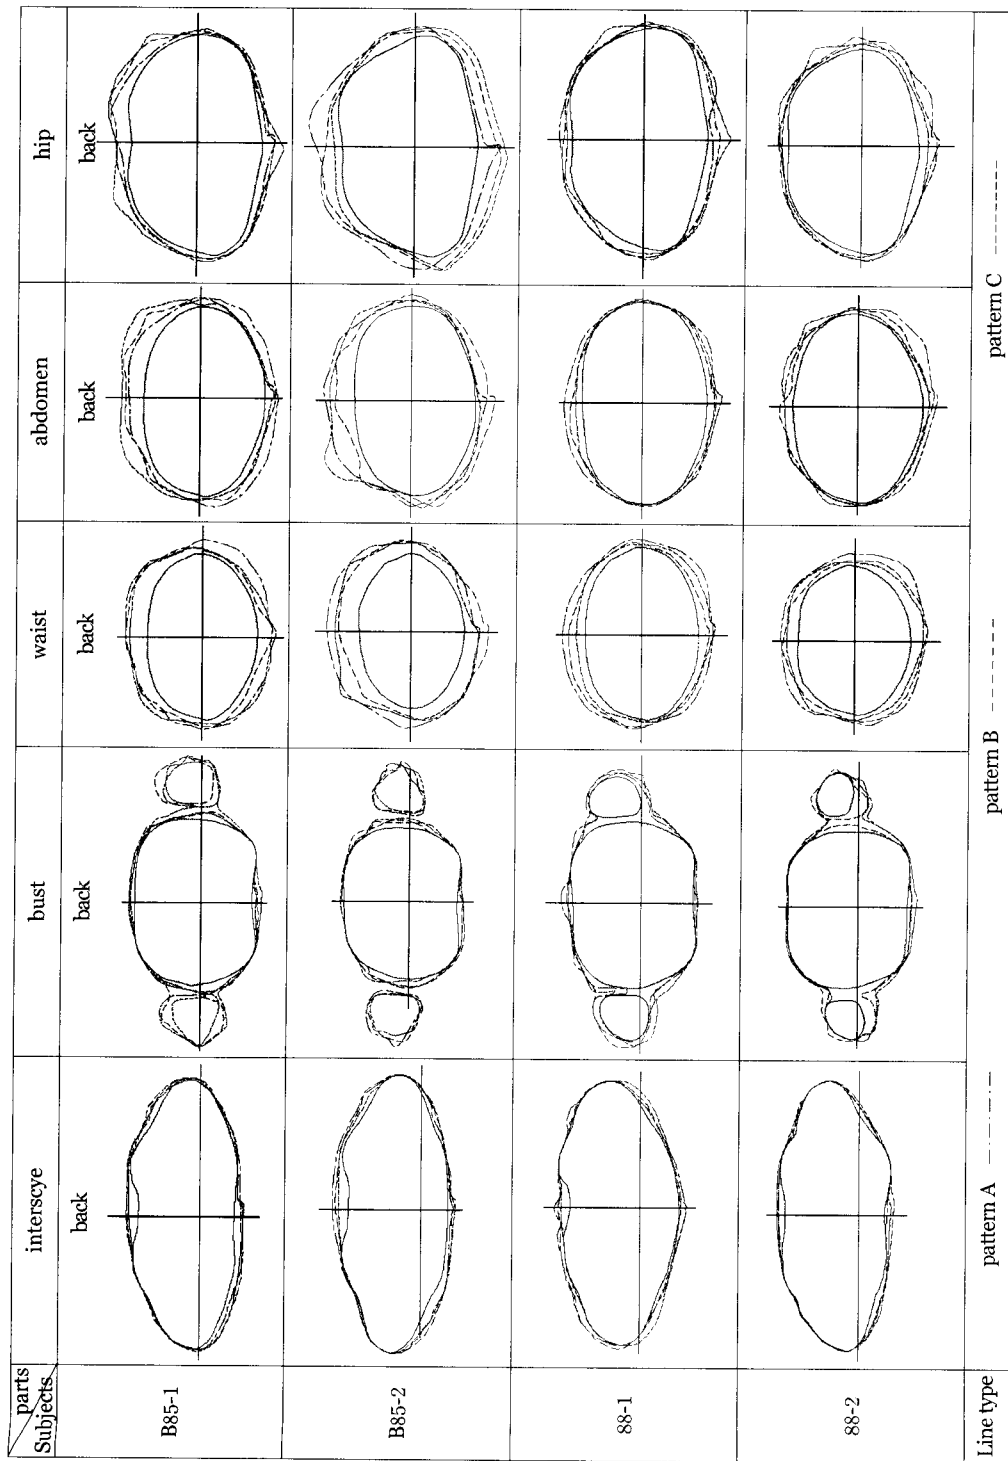 parts
Subjects
interscye
bust
waist
abdomen
hip
B85-1
back
back
back
back
back
B85-2
88-1
88-2
Line type
pattern A
pattern B
pattern C